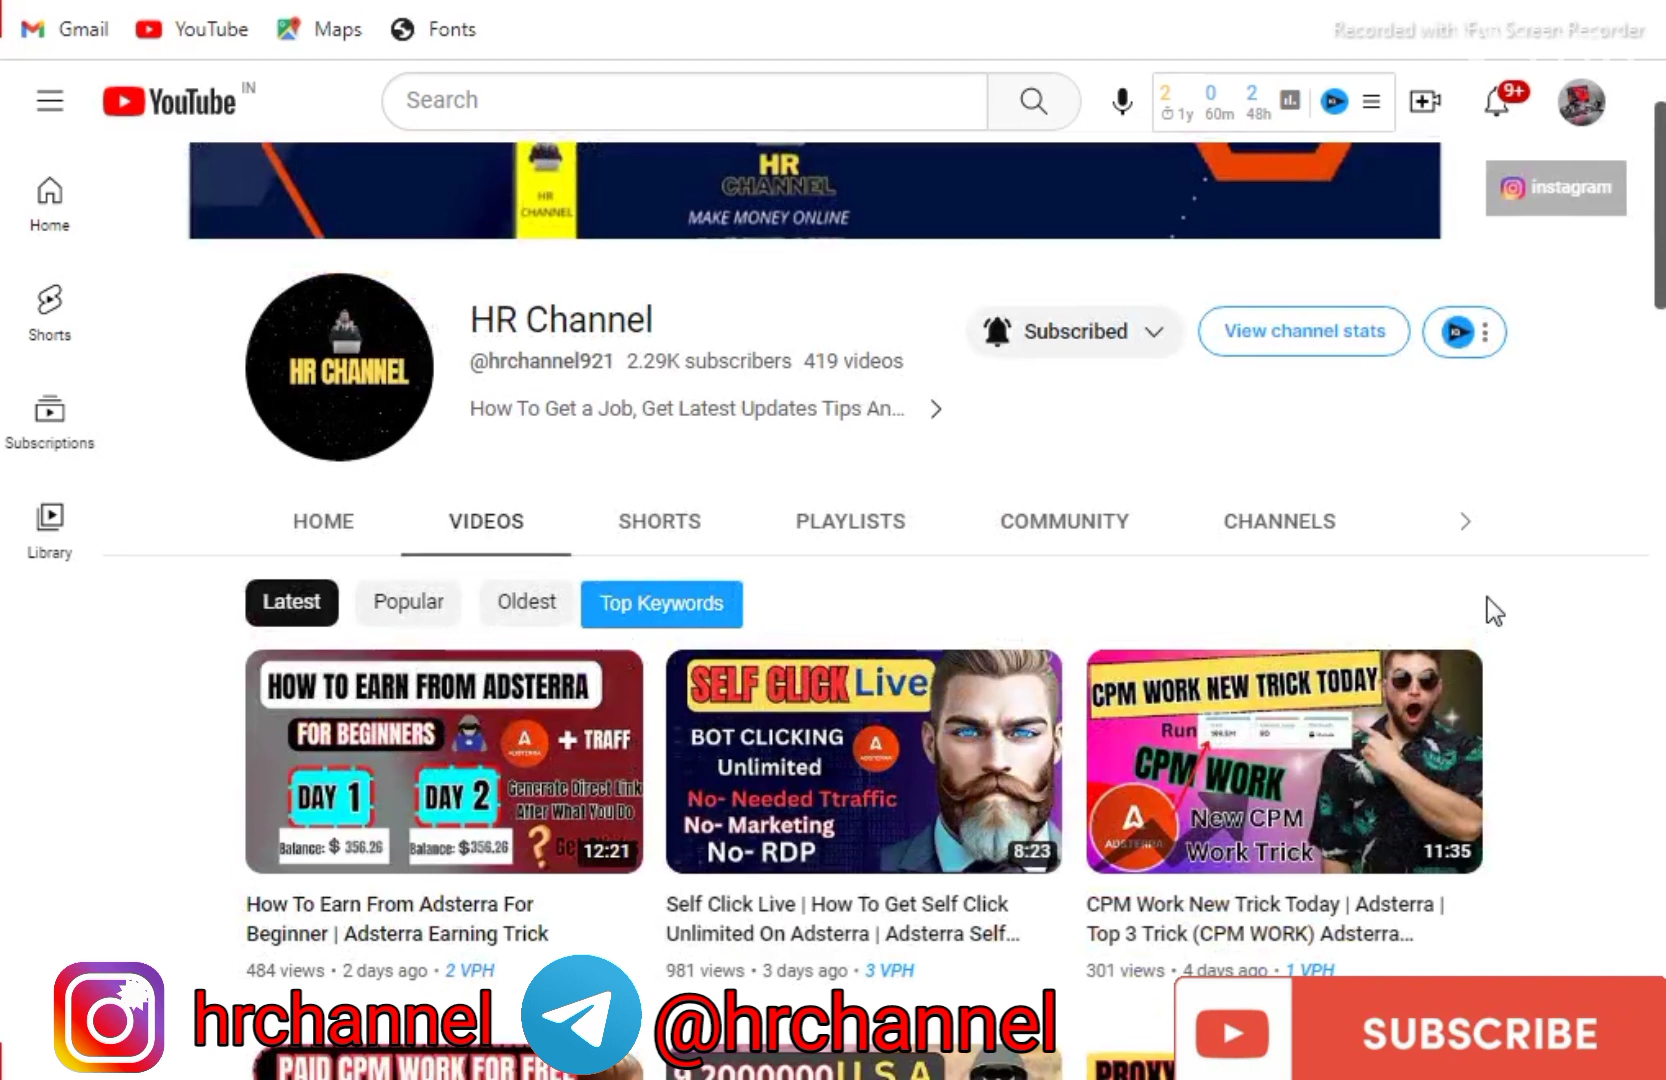 Gmail YouTube Maps Fonts
Recorded with iFun Screen Recorder
YouTube IN
Search
2 0 2
1y 60m 48h
9+
HR
CHANNEL
MAKE MONEY ONLINE
HR
CHANNEL
instagram
Home
Shorts
Subscriptions
Library
HR CHANNEL
HR Channel
@hrchannel921 2.29K subscribers 419 videos
How To Get a Job, Get Latest Updates Tips An...
Subscribed
View channel stats
HOME VIDEOS SHORTS PLAYLISTS COMMUNITY CHANNELS
Latest Popular Oldest Top Keywords
HOW TO EARN FROM ADSTERRA
FOR BEGINNERS
ADSTERRA
+ TRAFF
DAY 1 DAY 2
Generate Direct Link
After What You Do
?
Balance: $ 356.26 Balance: $356.26
12:21
SELF CLICK Live
BOT CLICKING
Unlimited
ADSTERRA
No- Needed Ttraffic
No- Marketing
No- RDP
8:23
CPM WORK NEW TRICK TODAY
Run
CPM WORK
ADSTERRA
New CPM
Work Trick
11:35
How To Earn From Adsterra For
Beginner | Adsterra Earning Trick
484 views • 2 days ago • 2 VPH
Self Click Live | How To Get Self Click
Unlimited On Adsterra | Adsterra Self...
981 views • 3 days ago • 3 VPH
CPM Work New Trick Today | Adsterra |
Top 3 Trick (CPM WORK) Adsterra...
301 views • 4 days ago • 1 VPH
hrchannel @hrchannel
SUBSCRIBE
PAID CPM WORK FOR FREE
9.2000000 U.S.A
PROXY